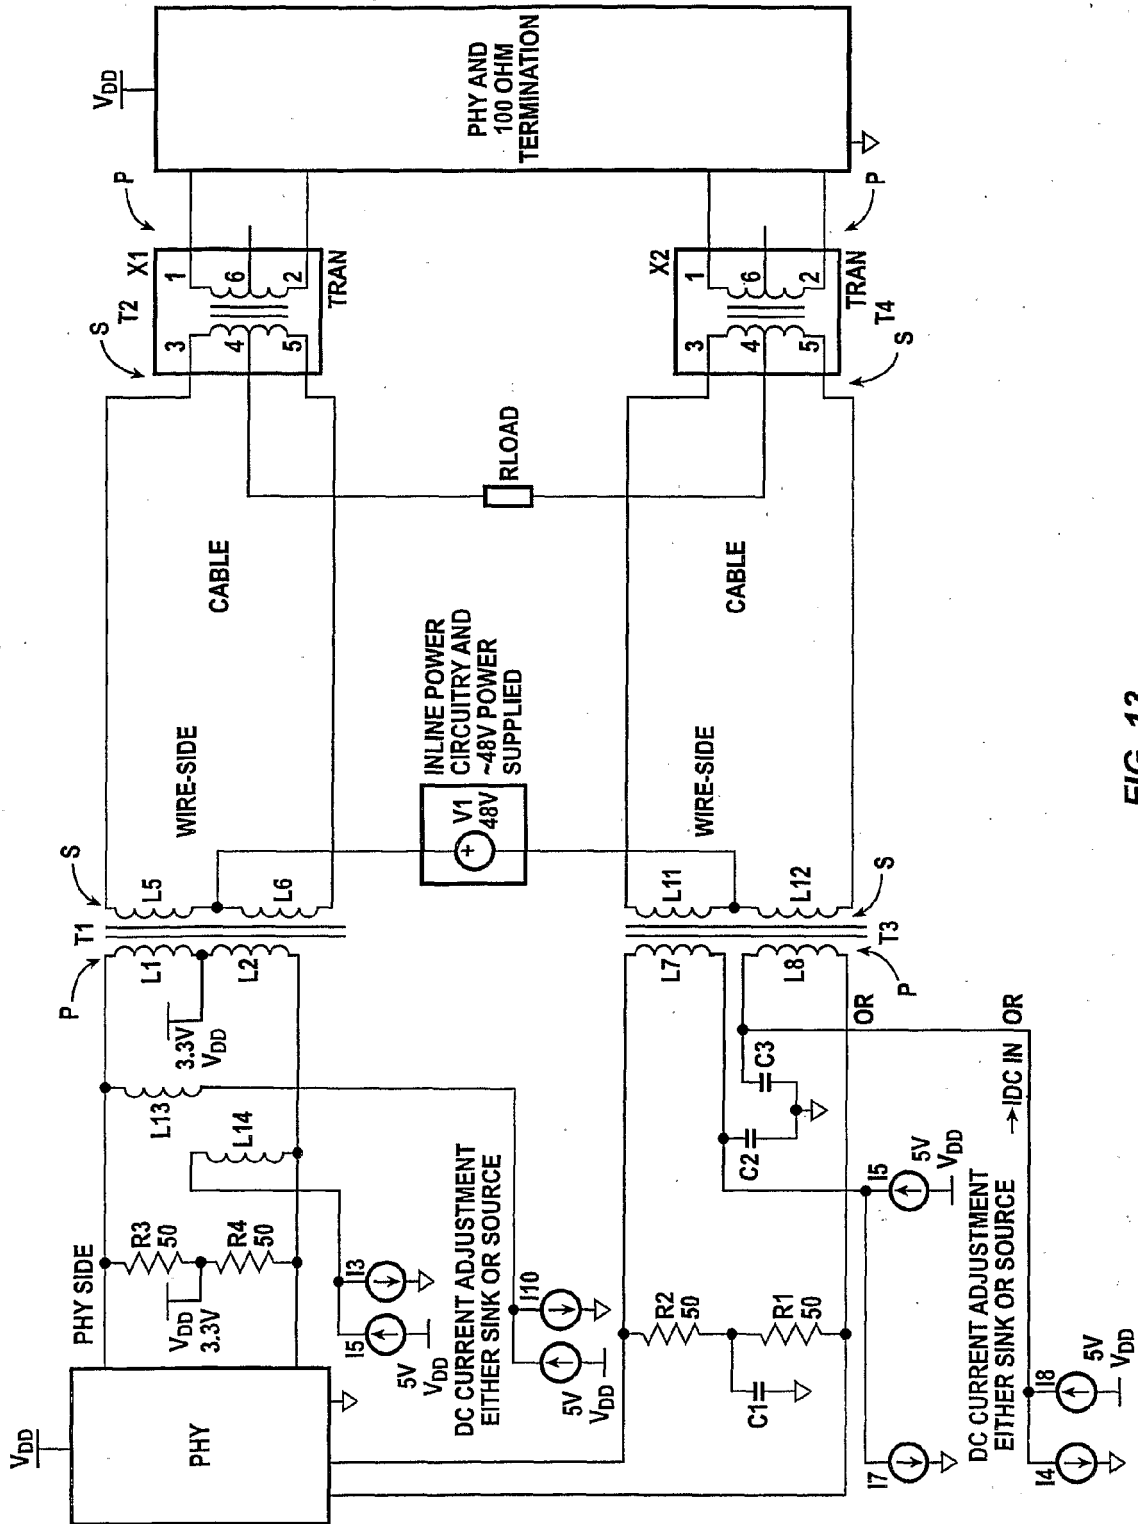 VDD
PHY
PHY SIDE
R3
50
R4
50
VDD
3.3V
L13
L14
3.3V
VDD
P
T1
S
L1
L2
L5
L6
WIRE-SIDE
CABLE
S
T2
X1
P
3
4
5
1
6
2
TRAN
VDD
PHY AND
100 OHM
TERMINATION
I5
I3
5V
VDD
DC CURRENT ADJUSTMENT
EITHER SINK OR SOURCE
I10
5V
VDD
INLINE POWER
CIRCUITRY AND
~48V POWER
SUPPLIED
V1
48V
RLOAD
R2
50
R1
50
C1
C2
C3
L7
L8
L11
L12
P
T3
S
OR
WIRE-SIDE
CABLE
X2
3
4
5
1
6
2
TRAN
T4
S
P
I5
5V
VDD
I7
DC CURRENT ADJUSTMENT
EITHER SINK OR SOURCE
→IDC IN OR
I4
I8
5V
VDD
FIG. 13